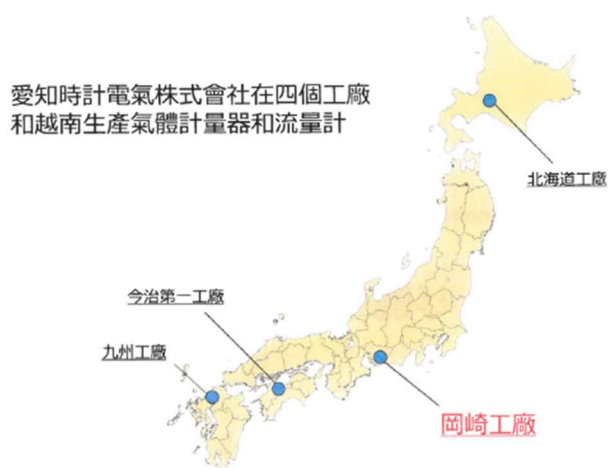 愛知時計電氣株式會社在四個工廠
和越南生產氣體計量器和流量計
北海道工廠
今治第一工廠
九州工廠
岡崎工廠